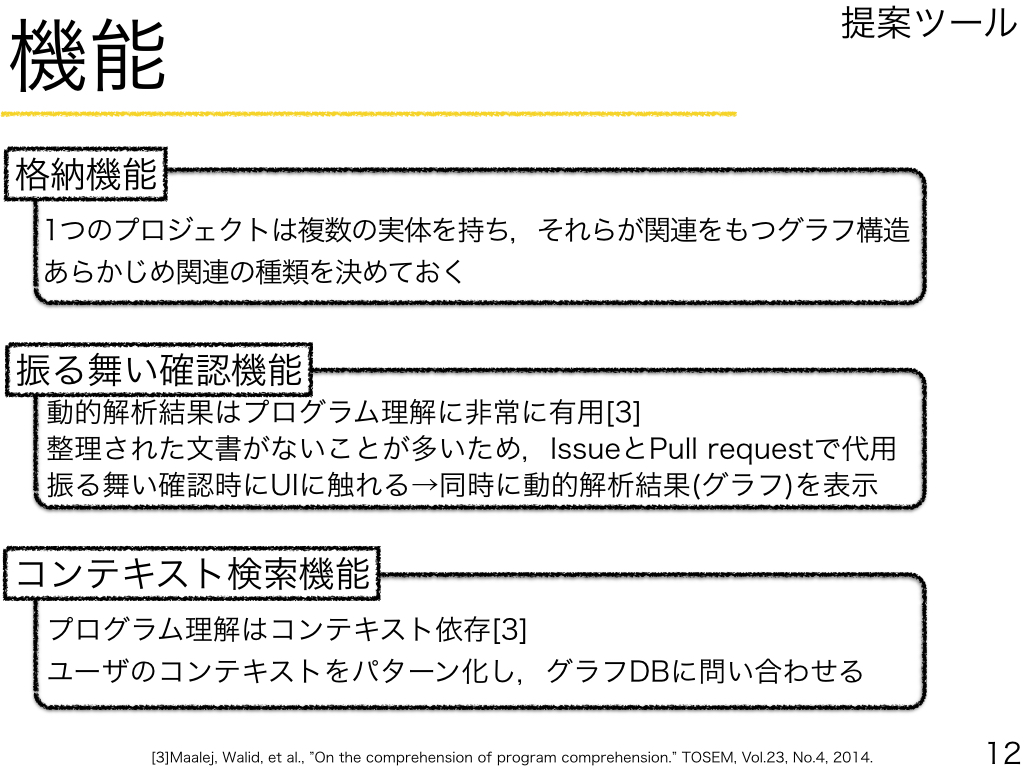 提案ツール
機能
格納機能
1つのプロジェクトは複数の実体を持ち，それらが関連をもつグラフ構造
あらかじめ関連の種類を決めておく
振る舞い確認機能
動的解析結果はプログラム理解に非常に有用[3]
整理された文書がないことが多いため，IssueとPull requestで代用
振る舞い確認時にUIに触れる→同時に動的解析結果(グラフ)を表示
コンテキスト検索機能
プログラム理解はコンテキスト依存[3]
ユーザのコンテキストをパターン化し，グラフDBに問い合わせる
[3]Maalej, Walid, et al., "On the comprehension of program comprehension." TOSEM, Vol.23, No.4, 2014.
12